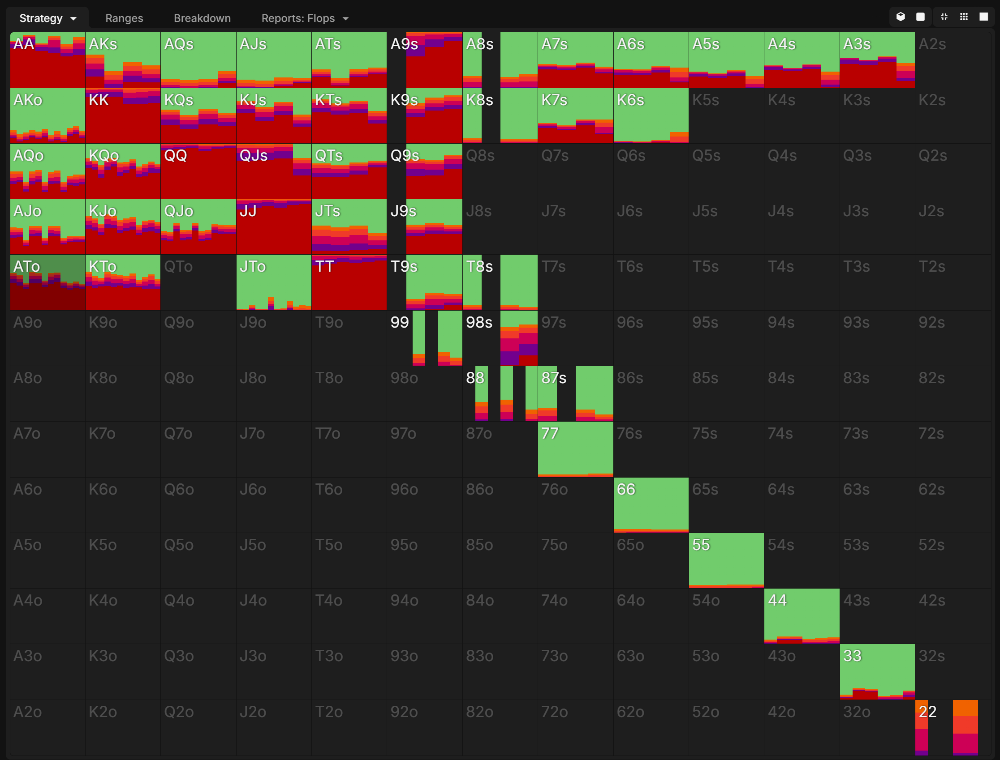 Strategy Ranges Breakdown Reports: Flops
AA AKs AQs AJs ATs A9s A8s A7s A6s A5s A4s A3s A2s
AKo KK KQs KJs KTs K9s K8s K7s K6s K5s K4s K3s K2s
AQo KQo QQ QJs QTs Q9s Q8s Q7s Q6s Q5s Q4s Q3s Q2s
AJo KJo QJo JJ JTs J9s J8s J7s J6s J5s J4s J3s J2s
ATo KTo QTo JTo TT T9s T8s T7s T6s T5s T4s T3s T2s
A9o K9o Q9o J9o T9o 99 98s 97s 96s 95s 94s 93s 92s
A8o K8o Q8o J8o T8o 98o 88 87s 86s 85s 84s 83s 82s
A7o K7o Q7o J7o T7o 97o 87o 77 76s 75s 74s 73s 72s
A6o K6o Q6o J6o T6o 96o 86o 76o 66 65s 64s 63s 62s
A5o K5o Q5o J5o T5o 95o 85o 75o 65o 55 54s 53s 52s
A4o K4o Q4o J4o T4o 94o 84o 74o 64o 54o 44 43s 42s
A3o K3o Q3o J3o T3o 93o 83o 73o 63o 53o 43o 33 32s
A2o K2o Q2o J2o T2o 92o 82o 72o 62o 52o 42o 32o 22